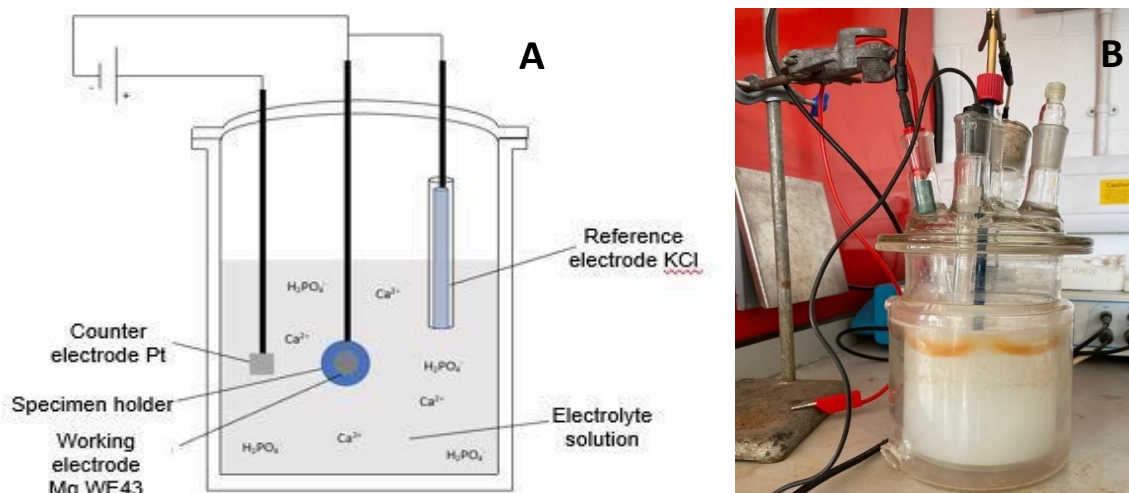 A
B
-
+
Reference
electrode KCl
H₂PO₄⁻
Ca²⁺
Counter
electrode Pt
Ca²⁺
H₂PO₄⁻
Specimen holder
Ca²⁺
Electrolyte
solution
Working
electrode
Mg WE43
H₂PO₄⁻
Ca²⁺
H₂PO₄⁻
Caution